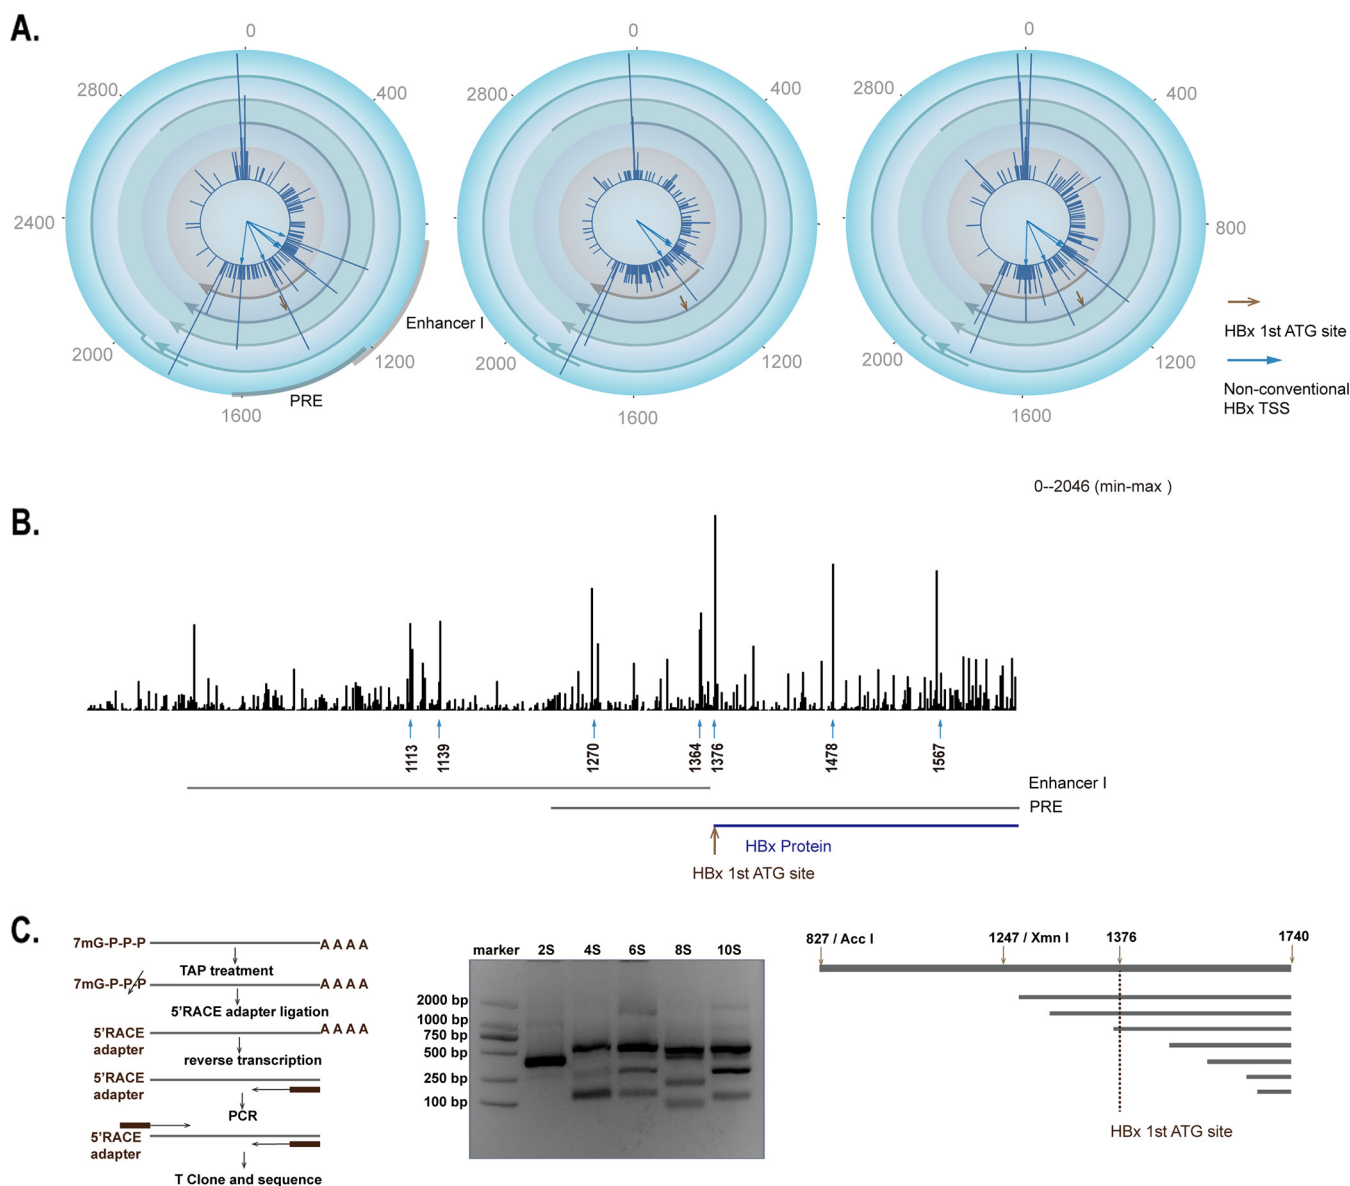 A.
0
2800
400
2400
2000
1200
1600
Enhancer I
PRE
0
2800
400
2000
1200
1600
0
2800
400
800
2000
1200
1600
HBx 1st ATG site
Non-conventional
HBx TSS
0--2046 (min-max )
B.
1113
1139
1270
1364
1376
1478
1567
Enhancer I
PRE
HBx Protein
HBx 1st ATG site
C.
7mG-P-P-P
A A A A
TAP treatment
7mG-P-P-P
A A A A
5'RACE adapter ligation
5'RACE
adapter
A A A A
reverse transcription
5'RACE
adapter
PCR
5'RACE
adapter
T Clone and sequence
marker 2S 4S 6S 8S 10S
2000 bp
1000 bp
750 bp
500 bp
250 bp
100 bp
827 / Acc I
1247 / Xmn I
1376
1740
HBx 1st ATG site